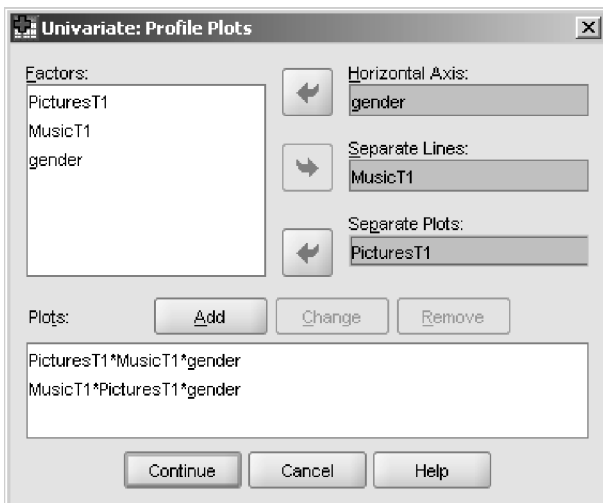 Univariate: Profile Plots
Factors:
PicturesT1
MusicT1
gender
Horizontal Axis:
gender
Separate Lines:
MusicT1
Separate Plots:
PicturesT1
Plots:
Add
Change
Remove
PicturesT1*MusicT1*gender
MusicT1*PicturesT1*gender
Continue
Cancel
Help